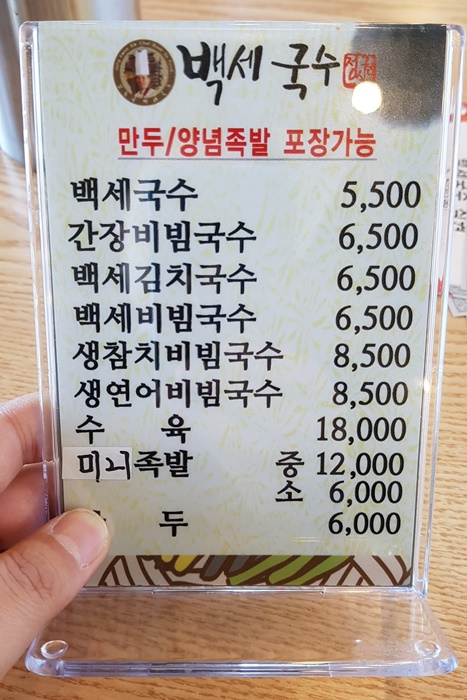 백세 국수
만두/양념족발 포장가능
백세국수 5,500
간장비빔국수 6,500
백세김치국수 6,500
백세비빔국수 6,500
생참치비빔국수 8,500
생연어비빔국수 8,500
수 육 18,000
미니족발 중 12,000
소 6,000
두 6,000